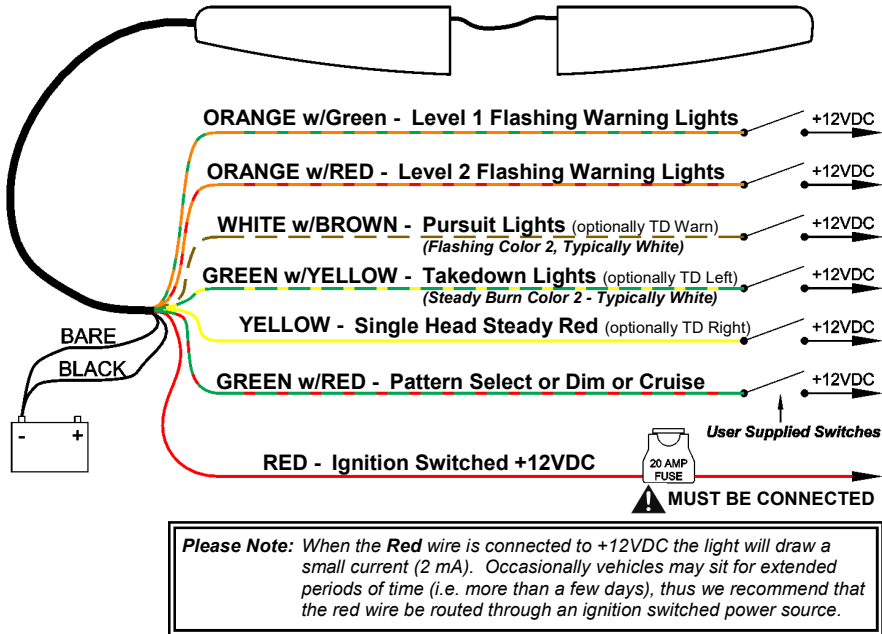 ORANGE w/Green - Level 1 Flashing Warning Lights
+12VDC
ORANGE w/RED - Level 2 Flashing Warning Lights
+12VDC
WHITE w/BROWN - Pursuit Lights (optionally TD Warn)
(Flashing Color 2, Typically White)
+12VDC
GREEN w/YELLOW - Takedown Lights (optionally TD Left)
(Steady Burn Color 2 - Typically White)
+12VDC
YELLOW - Single Head Steady Red (optionally TD Right)
+12VDC
BARE
BLACK
GREEN w/RED - Pattern Select or Dim or Cruise
+12VDC
User Supplied Switches
- +
RED - Ignition Switched +12VDC
20 AMP
FUSE
! MUST BE CONNECTED
Please Note: When the Red wire is connected to +12VDC the light will draw a
small current (2 mA). Occasionally vehicles may sit for extended
periods of time (i.e. more than a few days), thus we recommend that
the red wire be routed through an ignition switched power source.